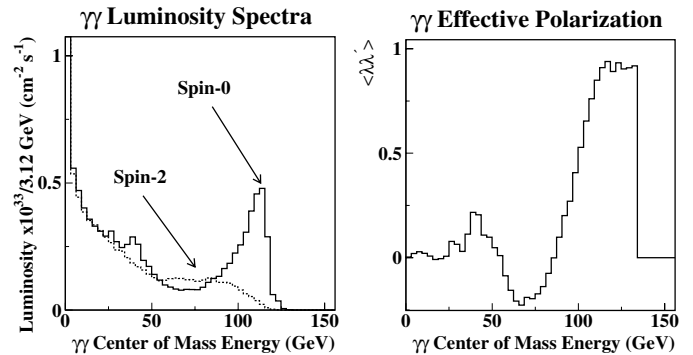 γγ Luminosity Spectra
Luminosity x10³³/3.12 GeV (cm⁻² s⁻¹)
1
0.5
0
Spin-0
Spin-2
0 50 100 150
γγ Center of Mass Energy (GeV)
γγ Effective Polarization
<λλ´>
1
0.5
0
0 50 100 150
γγ Center of Mass Energy (GeV)